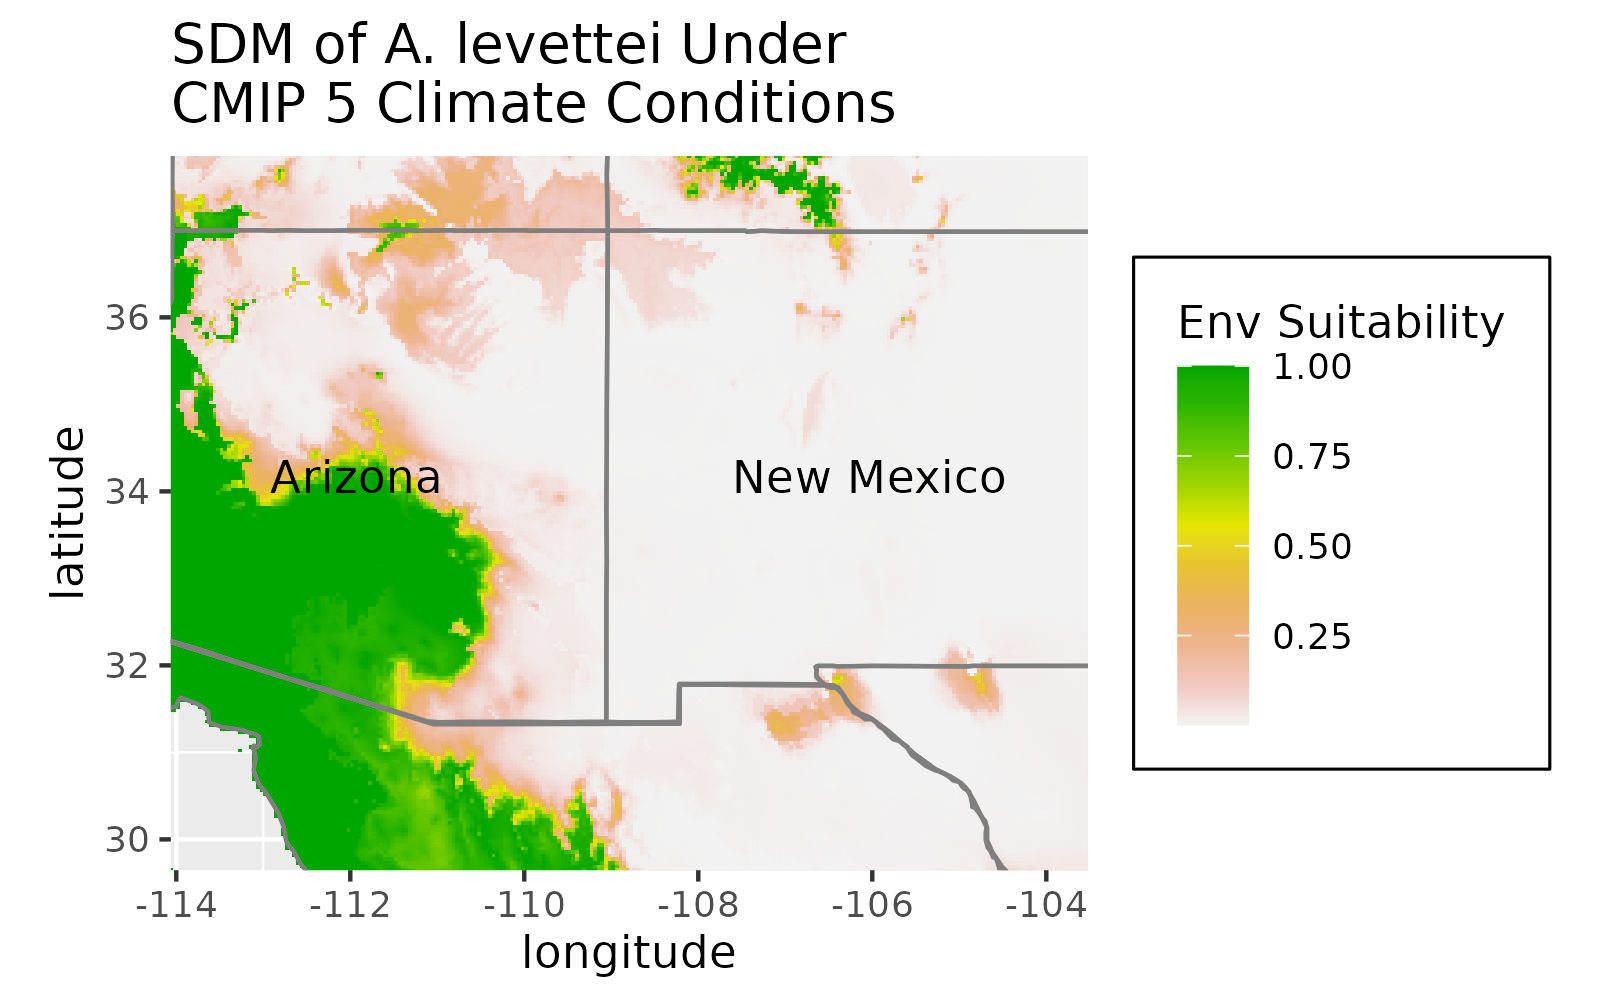 SDM of A. levettei Under
CMIP 5 Climate Conditions
Env Suitability
1.00
0.75
0.50
0.25
36
34
32
30
latitude
Arizona
New Mexico
-114
-112
-110
-108
-106
-104
longitude